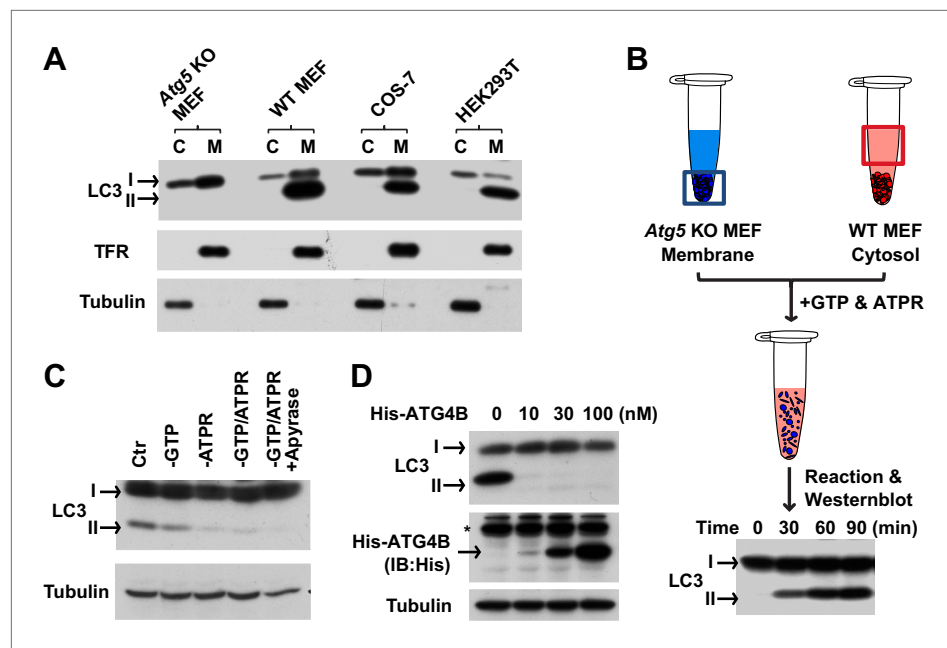 A
Atg5 KO
MEF
WT MEF
COS-7
HEK293T
C M C M C M C M
LC3
I
II
TFR
Tubulin
B
Atg5 KO MEF
Membrane
WT MEF
Cytosol
+GTP & ATPR
Reaction &
Westernblot
Time 0 30 60 90 (min)
LC3
I
II
C
Ctr
-GTP
-ATPR
-GTP/ATPR
-GTP/ATPR
+Apyrase
LC3
I
II
Tubulin
D
His-ATG4B 0 10 30 100 (nM)
I
LC3
II
*
His-ATG4B
(IB:His)
Tubulin